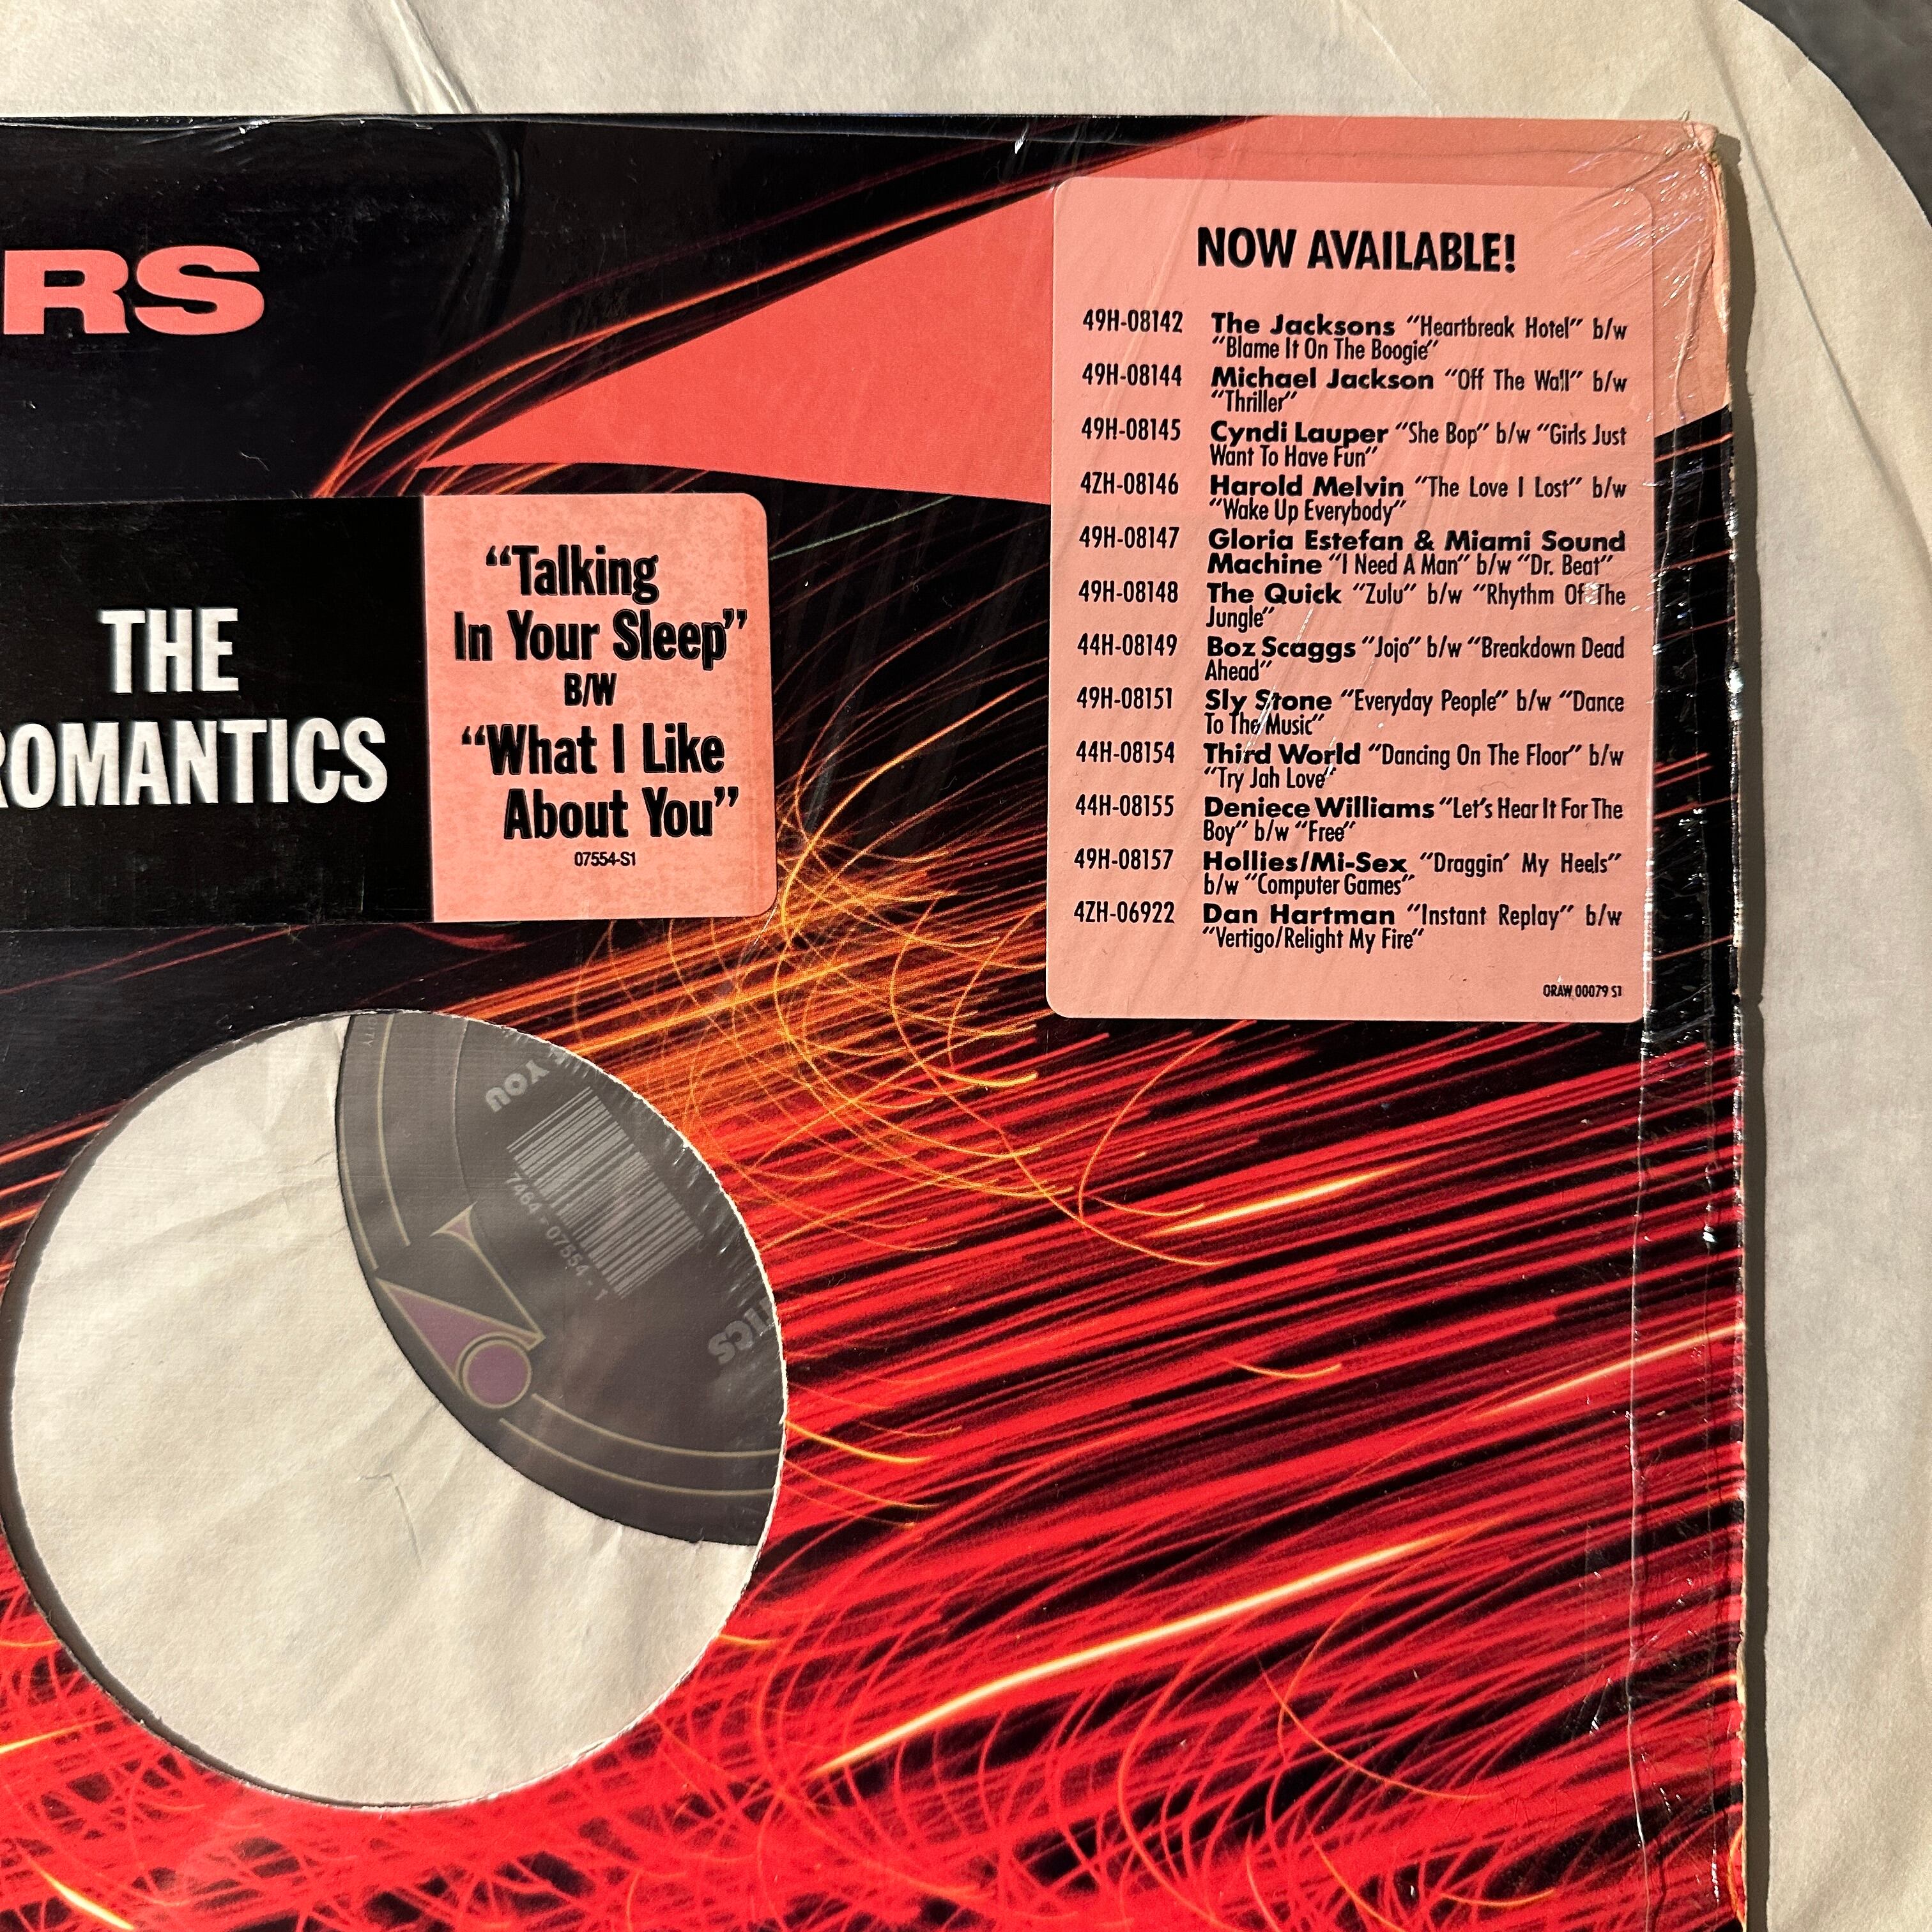 RS
THE
ROMANTICS
“Talking
In Your Sleep”
B/W
“What I Like
About You”
07554-S1
NOW AVAILABLE!
49H-08142 The Jacksons “Heartbreak Hotel” b/w
“Blame It On The Boogie”
49H-08144 Michael Jackson “Off The Wall” b/w
“Thriller”
49H-08145 Cyndi Lauper “She Bop” b/w “Girls Just
Want To Have Fun”
4ZH-08146 Harold Melvin “The Love I Lost” b/w
“Wake Up Everybody”
49H-08147 Gloria Estefan & Miami Sound
Machine “I Need A Man” b/w “Dr. Beat”
49H-08148 The Quick “Zulu” b/w “Rhythm Of The
Jungle”
44H-08149 Boz Scaggs “Jojo” b/w “Breakdown Dead
Ahead”
49H-08151 Sly Stone “Everyday People” b/w “Dance
To The Music”
44H-08154 Third World “Dancing On The Floor” b/w
“Try Jah Love”
44H-08155 Deniece Williams “Let’s Hear It For The
Boy” b/w “Free”
49H-08157 Hollies/Mi-Sex “Draggin’ My Heels”
b/w “Computer Games”
4ZH-06922 Dan Hartman “Instant Replay” b/w
“Vertigo/Relight My Fire”
ORAW 00079 S1
YOU
7464-07554-1
TICS